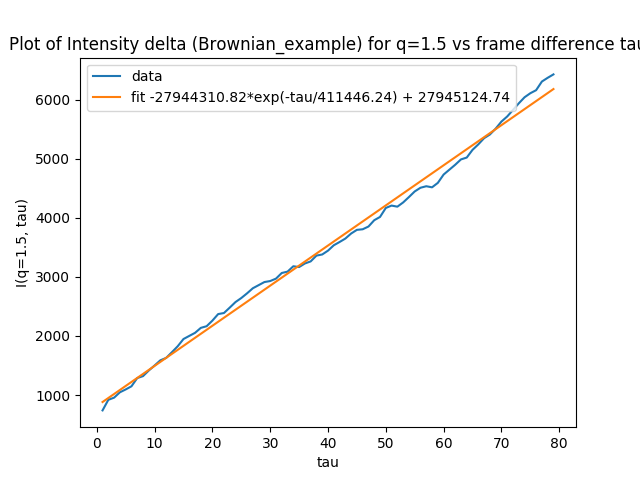 Plot of Intensity delta (Brownian_example) for q=1.5 vs frame difference tau
data
fit -27944310.82*exp(-tau/411446.24) + 27945124.74
I(q=1.5, tau)
6000
5000
4000
3000
2000
1000
0 10 20 30 40 50 60 70 80
tau